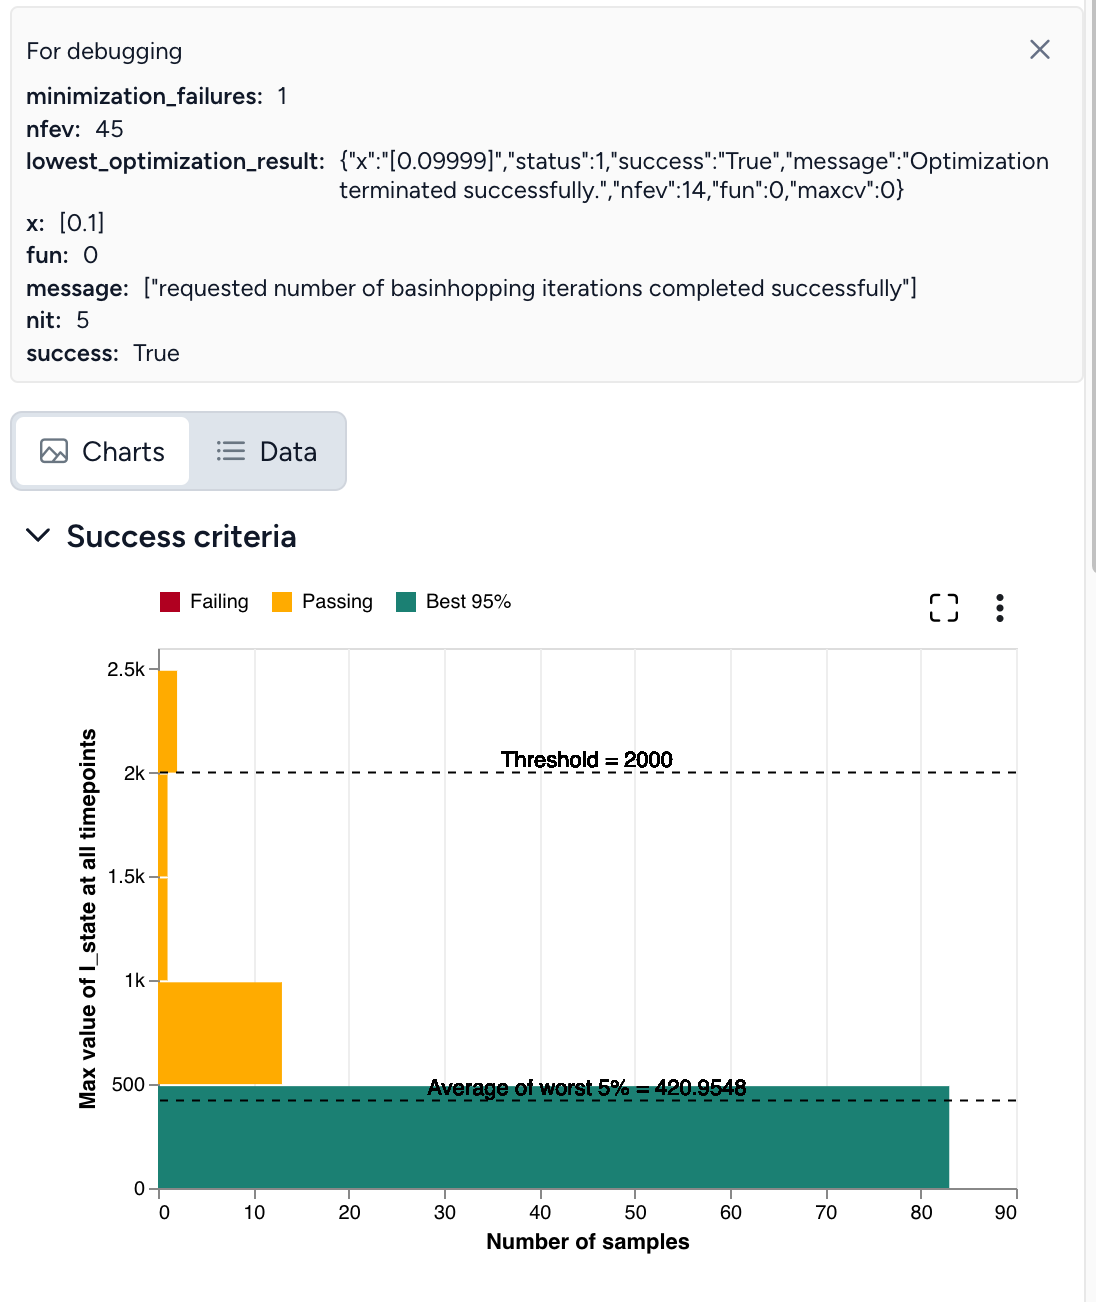 For debugging
minimization_failures: 1
nfev: 45
lowest_optimization_result: {"x":"[0.09999]","status":1,"success":"True","message":"Optimization
terminated successfully.","nfev":14,"fun":0,"maxcv":0}
x: [0.1]
fun: 0
message: ["requested number of basinhopping iterations completed successfully"]
nit: 5
success: True
Charts Data
Success criteria
Failing Passing Best 95%
Max value of I_state at all timepoints
2.5k
Threshold = 2000
2k
1.5k
1k
500
Average of worst 5% = 420.9548
0
0 10 20 30 40 50 60 70 80 90
Number of samples